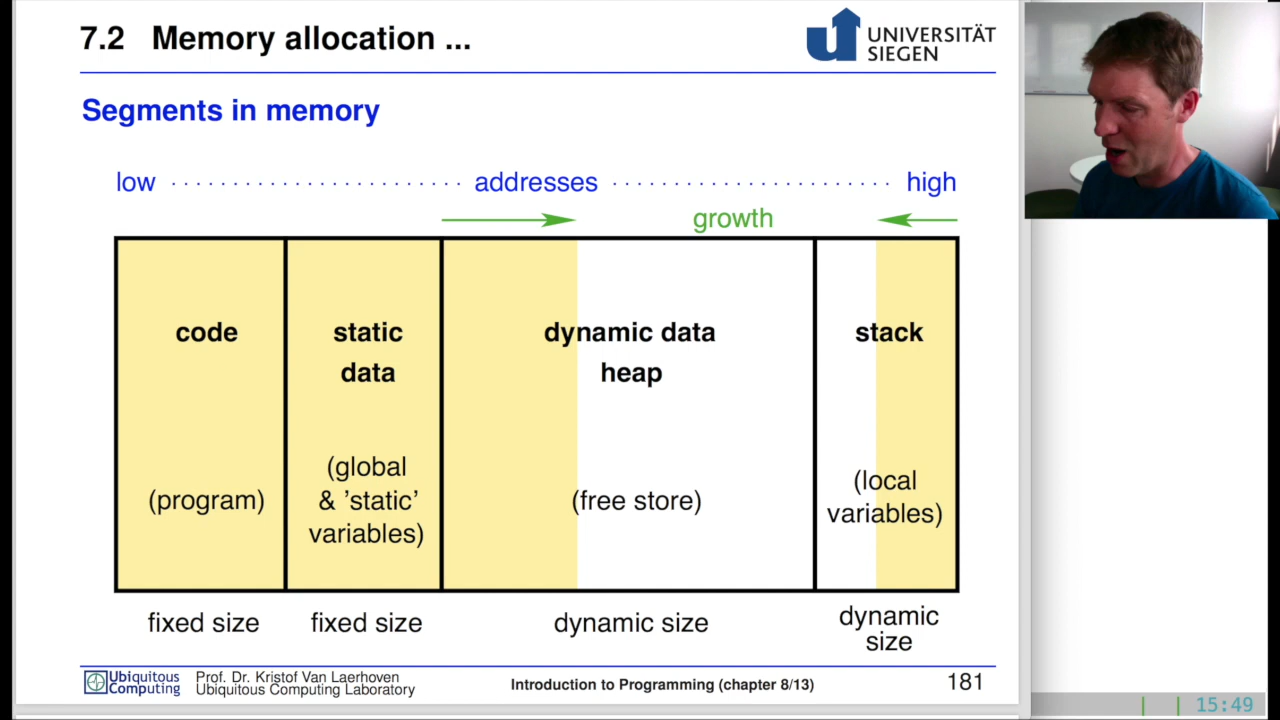 7.2 Memory allocation ...
UNIVERSITÄT
SIEGEN
Segments in memory
low addresses high
growth
code
static
data
dynamic data
heap
stack
(program)
(global
& 'static'
variables)
(free store)
(local
variables)
fixed size
fixed size
dynamic size
dynamic
size
Ubiquitous
Computing
Prof. Dr. Kristof Van Laerhoven
Ubiquitous Computing Laboratory
Introduction to Programming (chapter 8/13)
181
15:49